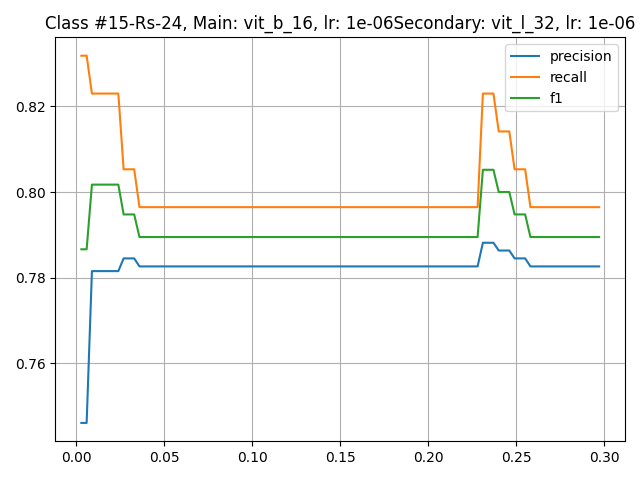 Class #15-Rs-24, Main: vit_b_16, lr: 1e-06Secondary: vit_l_32, lr: 1e-06
precision
recall
f1
0.82
0.80
0.78
0.76
0.00 0.05 0.10 0.15 0.20 0.25 0.30